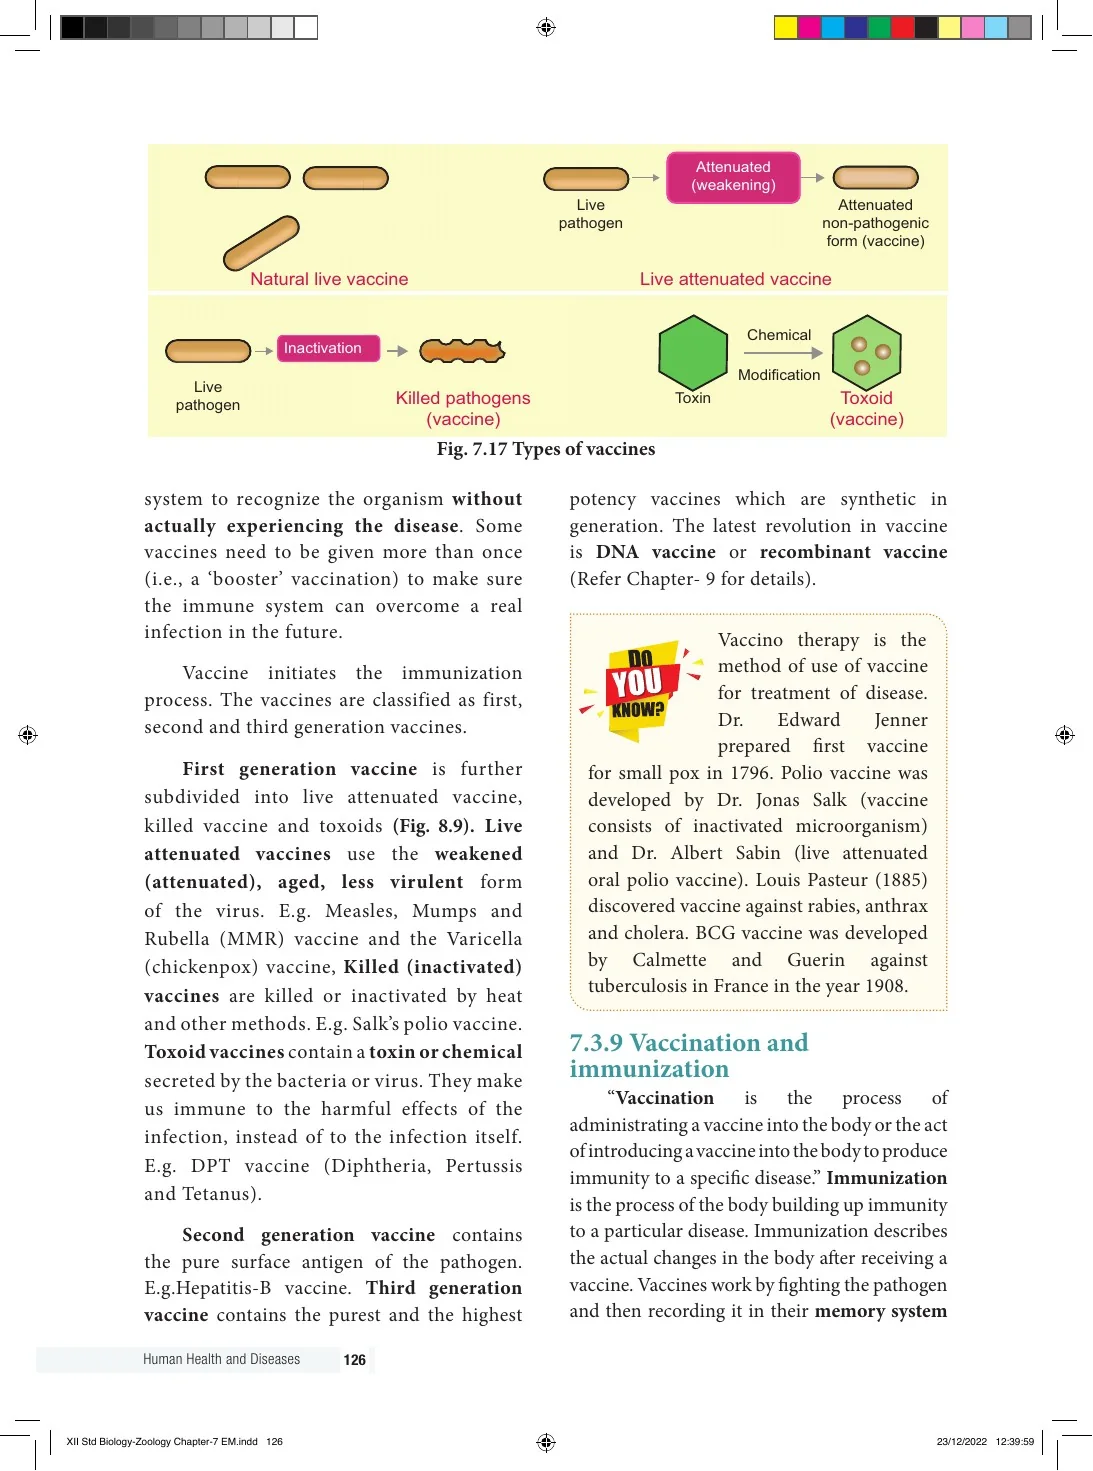 Attenuated
(weakening)
Live
pathogen
Attenuated
non-pathogenic
form (vaccine)
Natural live vaccine
Live attenuated vaccine
Inactivation
Live
pathogen
Killed pathogens
(vaccine)
Chemical
Modification
Toxin
Toxoid
(vaccine)
Fig. 7.17 Types of vaccines
system to recognize the organism without
actually experiencing the disease. Some
vaccines need to be given more than once
(i.e., a ‘booster’ vaccination) to make sure
the immune system can overcome a real
infection in the future.
Vaccine initiates the immunization
process. The vaccines are classified as first,
second and third generation vaccines.
First generation vaccine is further
subdivided into live attenuated vaccine,
killed vaccine and toxoids (Fig. 8.9). Live
attenuated vaccines use the weakened
(attenuated), aged, less virulent form
of the virus. E.g. Measles, Mumps and
Rubella (MMR) vaccine and the Varicella
(chickenpox) vaccine, Killed (inactivated)
vaccines are killed or inactivated by heat
and other methods. E.g. Salk’s polio vaccine.
Toxoid vaccines contain a toxin or chemical
secreted by the bacteria or virus. They make
us immune to the harmful effects of the
infection, instead of to the infection itself.
E.g. DPT vaccine (Diphtheria, Pertussis
and Tetanus).
Second generation vaccine contains
the pure surface antigen of the pathogen.
E.g.Hepatitis-B vaccine. Third generation
vaccine contains the purest and the highest
potency vaccines which are synthetic in
generation. The latest revolution in vaccine
is DNA vaccine or recombinant vaccine
(Refer Chapter- 9 for details).
DO
YOU
KNOW?
Vaccino therapy is the
method of use of vaccine
for treatment of disease.
Dr. Edward Jenner
prepared first vaccine
for small pox in 1796. Polio vaccine was
developed by Dr. Jonas Salk (vaccine
consists of inactivated microorganism)
and Dr. Albert Sabin (live attenuated
oral polio vaccine). Louis Pasteur (1885)
discovered vaccine against rabies, anthrax
and cholera. BCG vaccine was developed
by Calmette and Guerin against
tuberculosis in France in the year 1908.
7.3.9 Vaccination and
immunization
“Vaccination is the process of
administrating a vaccine into the body or the act
of introducing a vaccine into the body to produce
immunity to a specific disease.” Immunization
is the process of the body building up immunity
to a particular disease. Immunization describes
the actual changes in the body after receiving a
vaccine. Vaccines work by fighting the pathogen
and then recording it in their memory system
Human Health and Diseases 126
XII Std Biology-Zoology Chapter-7 EM.indd 126
23/12/2022 12:39:59